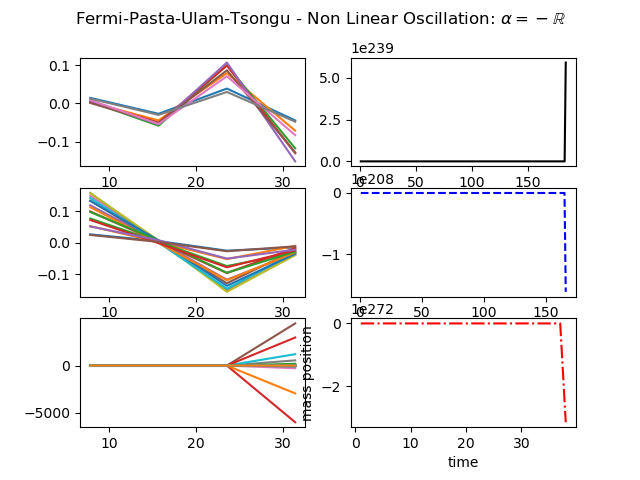 Fermi-Pasta-Ulam-Tsongu - Non Linear Oscillation: α = − ℝ
1e239
0.1
0.0
−0.1
10 20 30
5.0
2.5
0.0
0 50 100 150
1e208
0.1
0.0
−0.1
10 20 30
0
−1
0 50 100 150
1e272
0
−5000
10 20 30
mass position
0
−2
0 10 20 30
time